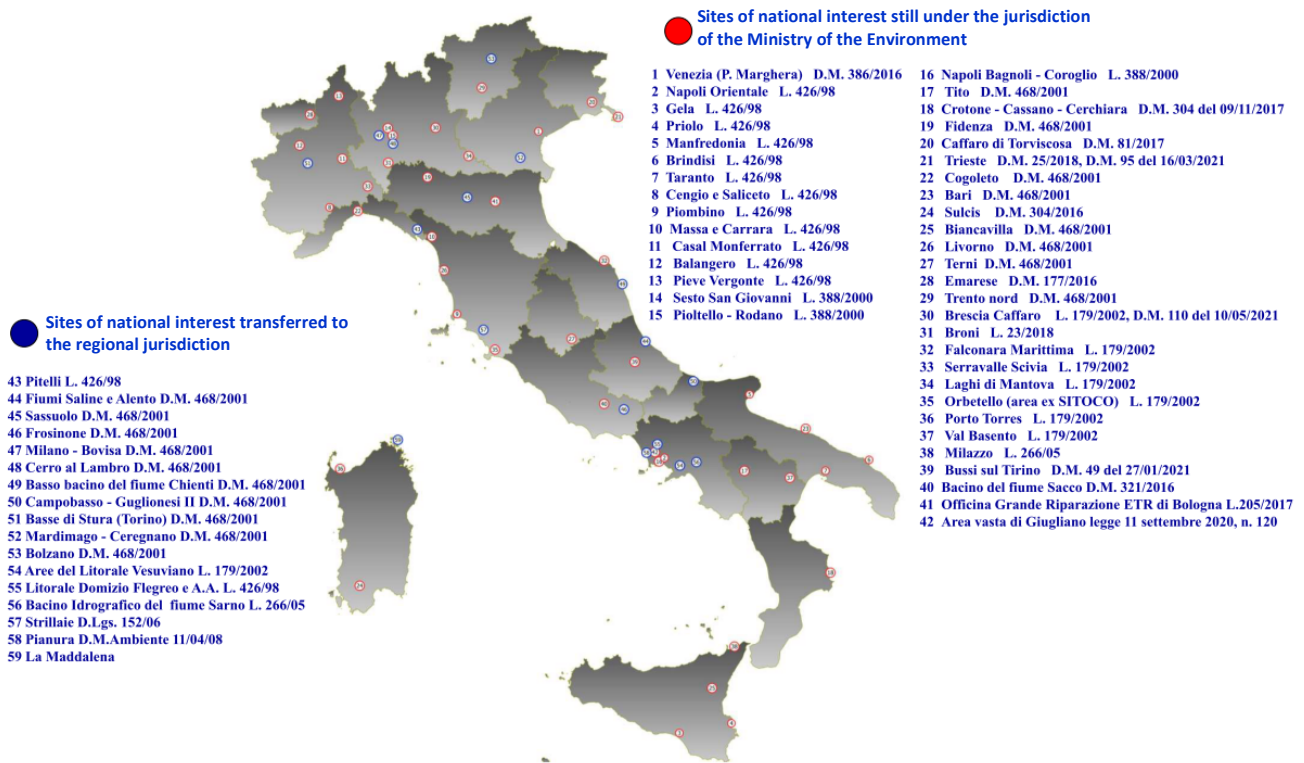 Sites of national interest still under the jurisdiction
of the Ministry of the Environment
1 Venezia (P. Marghera) D.M. 386/2016
2 Napoli Orientale L. 426/98
3 Gela L. 426/98
4 Priolo L. 426/98
5 Manfredonia L. 426/98
6 Brindisi L. 426/98
7 Taranto L. 426/98
8 Cengio e Saliceto L. 426/98
9 Piombino L. 426/98
10 Massa e Carrara L. 426/98
11 Casal Monferrato L. 426/98
12 Balangero L. 426/98
13 Pieve Vergonte L. 426/98
14 Sesto San Giovanni L. 388/2000
15 Pioltello - Rodano L. 388/2000
16 Napoli Bagnoli - Coroglio L. 388/2000
17 Tito D.M. 468/2001
18 Crotone - Cassano - Cerchiara D.M. 304 del 09/11/2017
19 Fidenza D.M. 468/2001
20 Caffaro di Torviscosa D.M. 81/2017
21 Trieste D.M. 25/2018, D.M. 95 del 16/03/2021
22 Cogoleto D.M. 468/2001
23 Bari D.M. 468/2001
24 Sulcis D.M. 304/2016
25 Biancavilla D.M. 468/2001
26 Livorno D.M. 468/2001
27 Terni D.M. 468/2001
28 Emarese D.M. 177/2016
29 Trento nord D.M. 468/2001
30 Brescia Caffaro L. 179/2002, D.M. 110 del 10/05/2021
31 Broni L. 23/2018
32 Falconara Marittima L. 179/2002
33 Serravalle Scivia L. 179/2002
34 Laghi di Mantova L. 179/2002
35 Orbetello (area ex SITOCO) L. 179/2002
36 Porto Torres L. 179/2002
37 Val Basento L. 179/2002
38 Milazzo L. 266/05
39 Bussi sul Tirino D.M. 49 del 27/01/2021
40 Bacino del fiume Sacco D.M. 321/2016
41 Officina Grande Riparazione ETR di Bologna L.205/2017
42 Area vasta di Giugliano legge 11 settembre 2020, n. 120
Sites of national interest transferred to
the regional jurisdiction
43 Pitelli L. 426/98
44 Fiumi Saline e Alento D.M. 468/2001
45 Sassuolo D.M. 468/2001
46 Frosinone D.M. 468/2001
47 Milano - Bovisa D.M. 468/2001
48 Cerro al Lambro D.M. 468/2001
49 Basso bacino del fiume Chienti D.M. 468/2001
50 Campobasso - Guglionesi II D.M. 468/2001
51 Basse di Stura (Torino) D.M. 468/2001
52 Mardimago - Ceregnano D.M. 468/2001
53 Bolzano D.M. 468/2001
54 Aree del Litorale Vesuviano L. 179/2002
55 Litorale Domizio Flegreo e A.A. L. 426/98
56 Bacino Idrografico del fiume Sarno L. 266/05
57 Strillaie D.Lgs. 152/06
58 Pianura D.M.Ambiente 11/04/08
59 La Maddalena